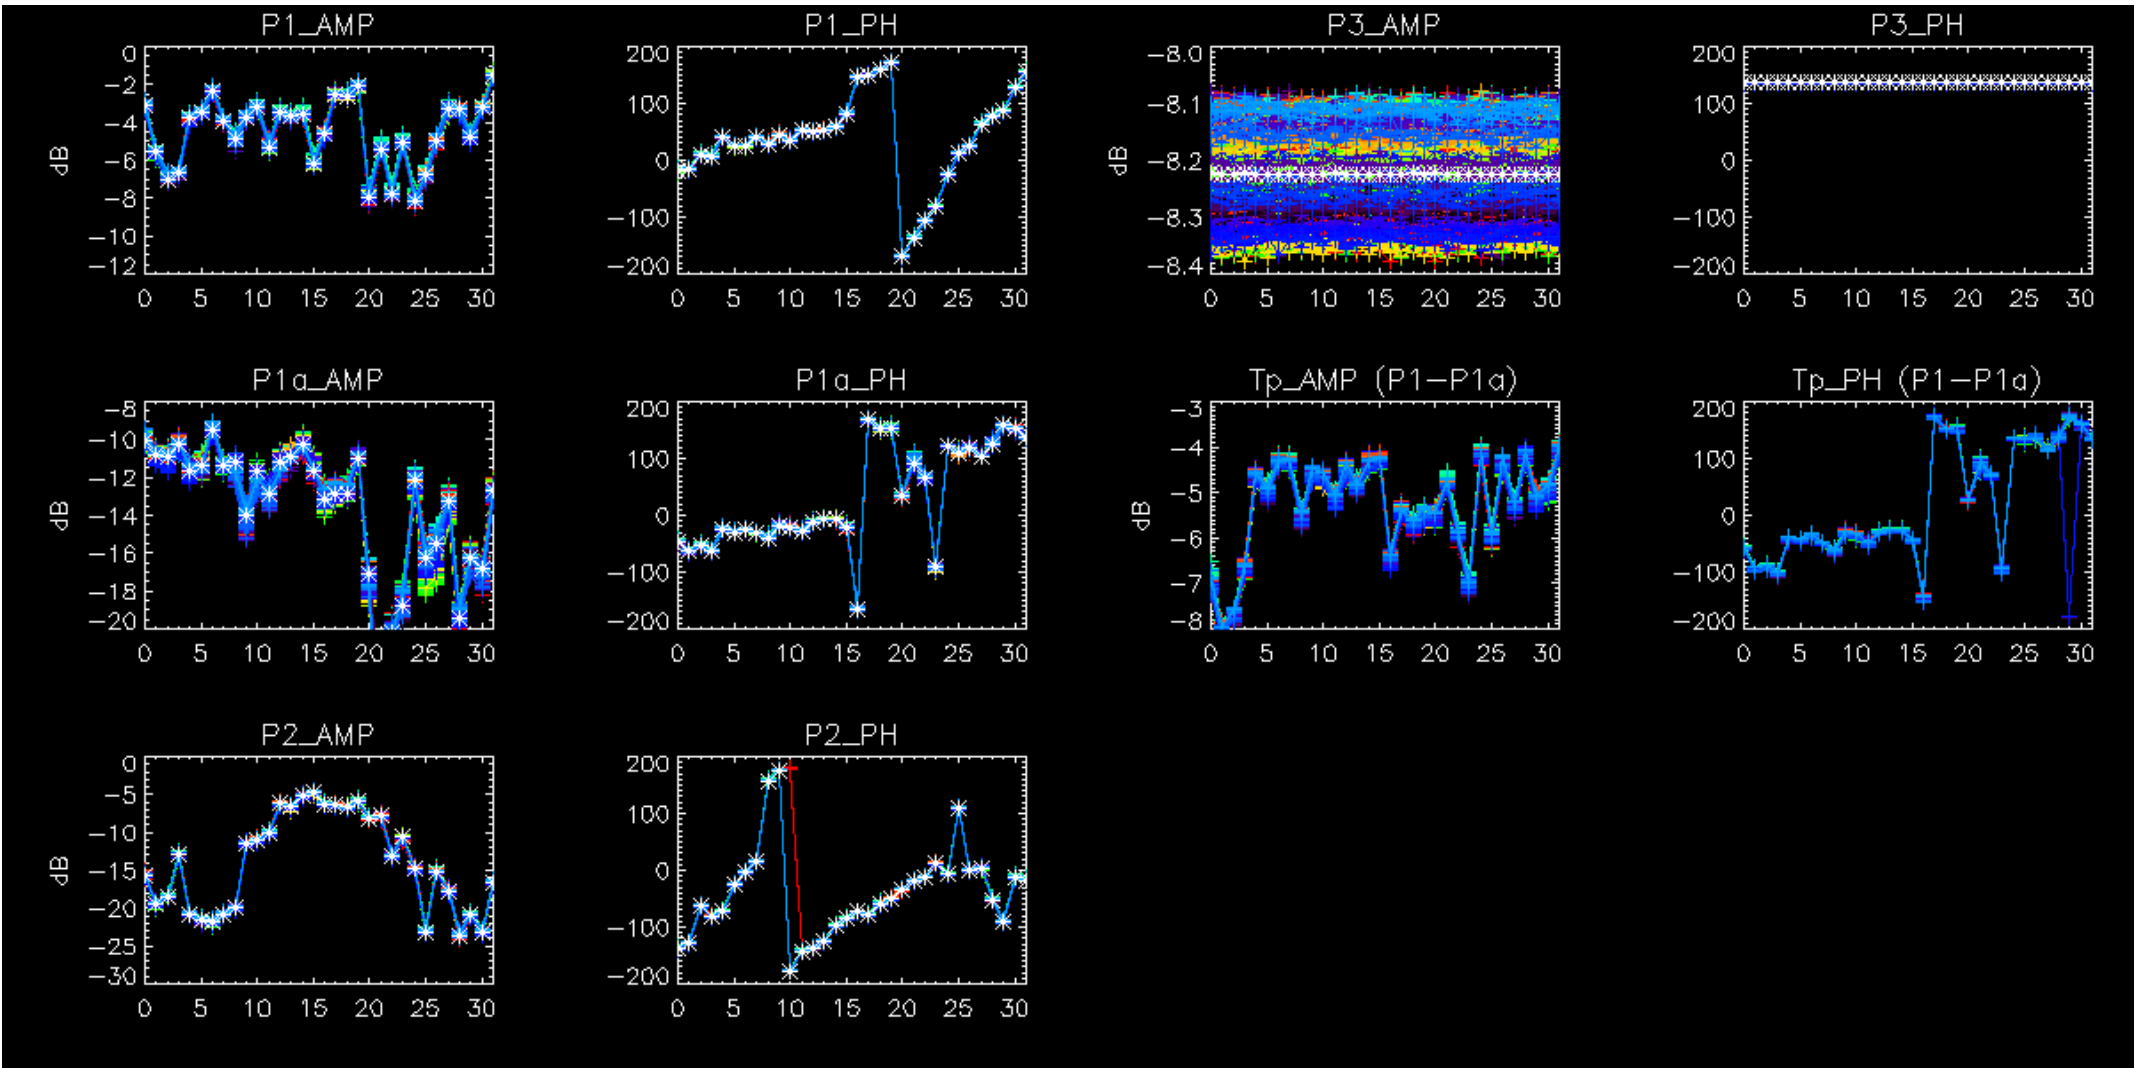 P1_AMP
P1_PH
P3_AMP
P3_PH
dB
0
-2
-4
-6
-8
-10
-12
0 5 10 15 20 25 30
200
100
0
-100
-200
0 5 10 15 20 25 30
dB
-8.0
-8.1
-8.2
-8.3
-8.4
0 5 10 15 20 25 30
200
100
0
-100
-200
0 5 10 15 20 25 30
P1a_AMP
P1a_PH
Tp_AMP (P1-P1a)
Tp_PH (P1-P1a)
dB
-8
-10
-12
-14
-16
-18
-20
0 5 10 15 20 25 30
200
100
0
-100
-200
0 5 10 15 20 25 30
dB
-3
-4
-5
-6
-7
-8
0 5 10 15 20 25 30
200
100
0
-100
-200
0 5 10 15 20 25 30
P2_AMP
P2_PH
dB
0
-5
-10
-15
-20
-25
-30
0 5 10 15 20 25 30
200
100
0
-100
-200
0 5 10 15 20 25 30